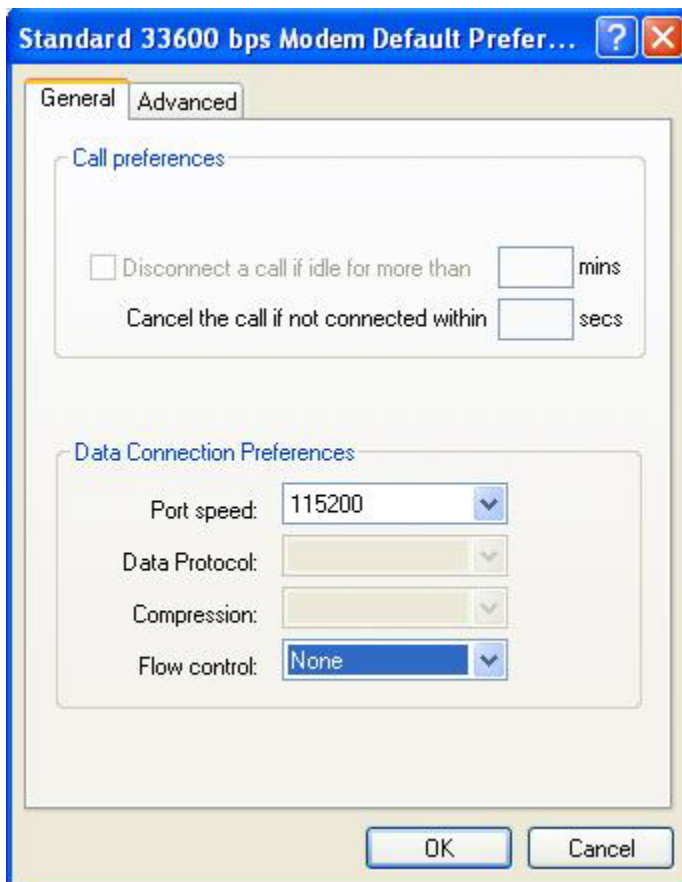 Standard 33600 bps Modem Default Prefer...
General Advanced
Call preferences
Disconnect a call if idle for more than mins
Cancel the call if not connected within secs
Data Connection Preferences
Port speed: 115200
Data Protocol:
Compression:
Flow control: None
OK Cancel